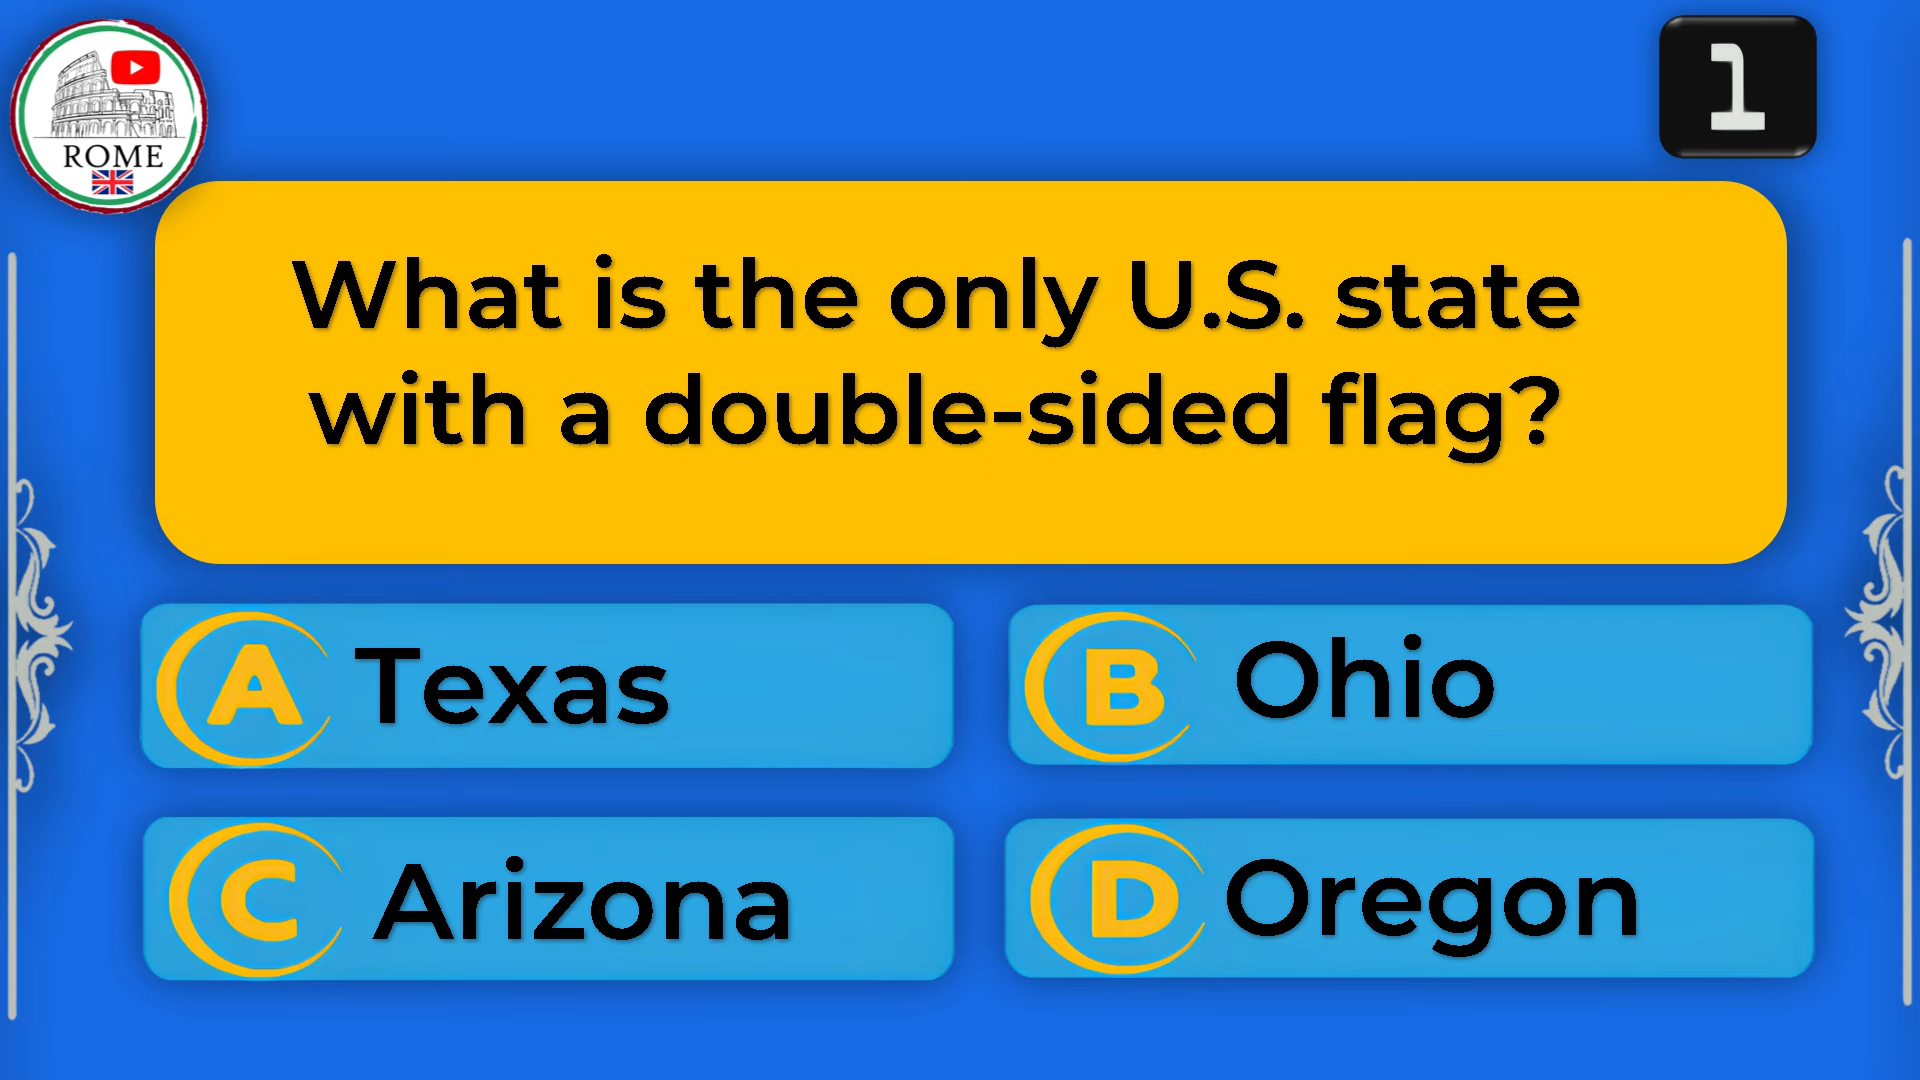 ROME
1
What is the only U.S. state
with a double-sided flag?
A Texas
B Ohio
C Arizona
D Oregon